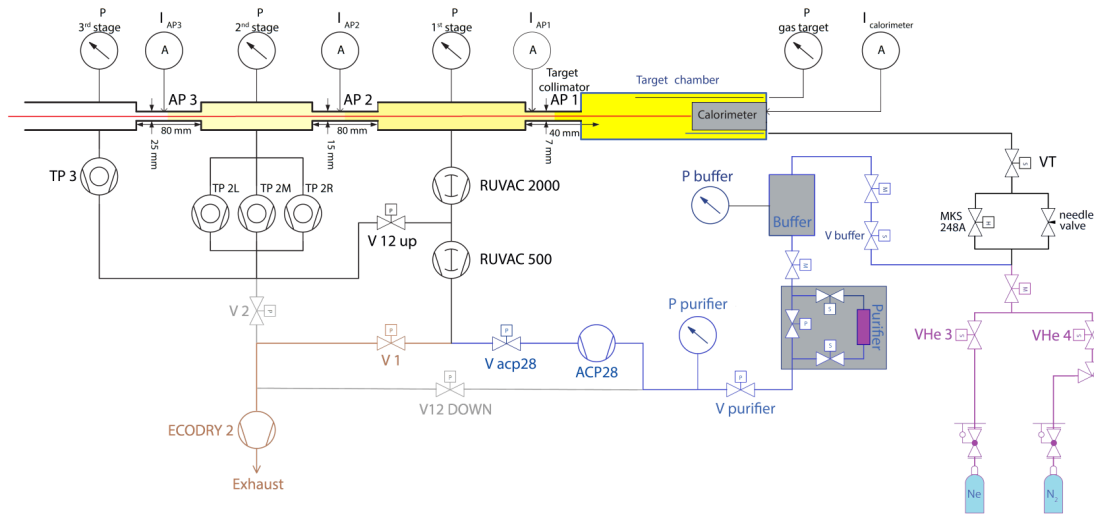 P
3rd stage
I AP3
P
2nd stage
I AP2
P
1st stage
I AP1
P
gas target
I calorimeter
A
A
A
A
Target
collimator
Target chamber
AP 3
AP 2
AP 1
Calorimeter
80 mm
80 mm
40 mm
25 mm
15 mm
7 mm
TP 3
TP 2L
TP 2M
TP 2R
RUVAC 2000
P
V 12 up
RUVAC 500
P buffer
Buffer
M
V buffer
S
S
VT
MKS
248A
H
needle
valve
M
M
V 2
P
P
V 1
P
V acp28
ACP28
P purifier
S
P
S
Purifier
P
V purifier
P
V12 DOWN
VHe 3
S
VHe 4
S
ECODRY 2
Exhaust
Ne
N2